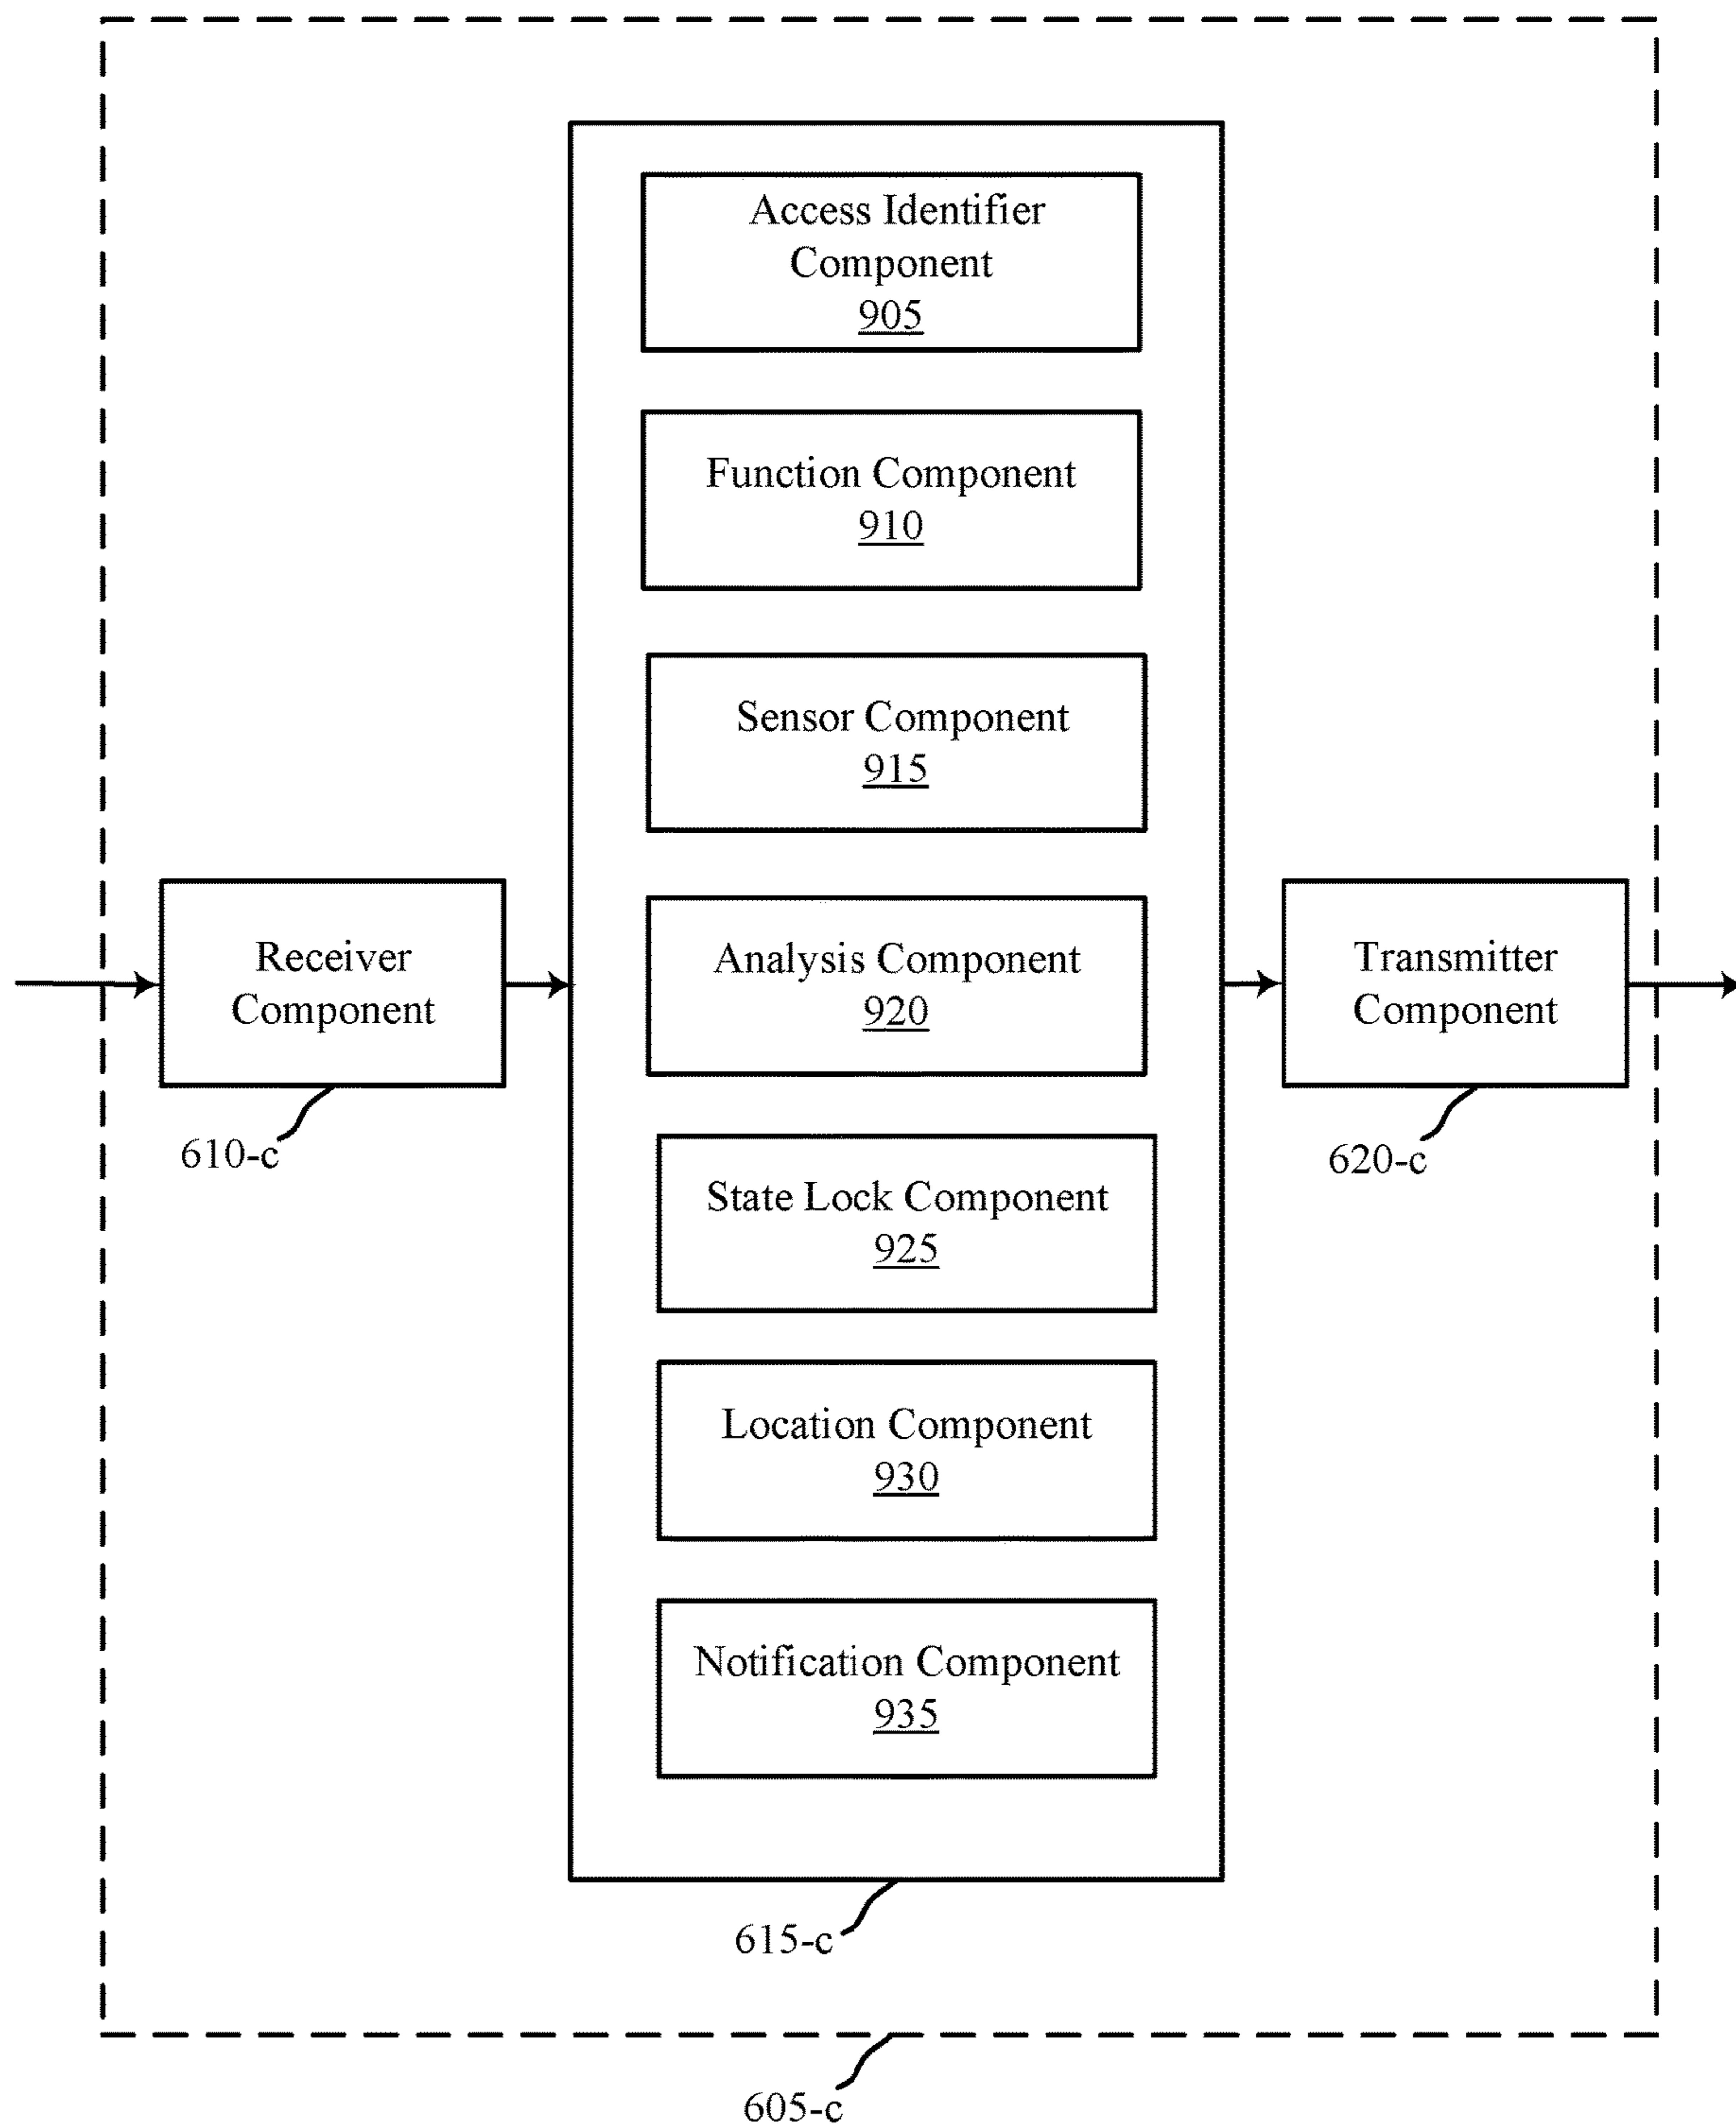 Access Identifier
Component
905
Function Component
910
Sensor Component
915
Receiver
Component
610-c
Analysis Component
920
Transmitter
Component
620-c
State Lock Component
925
Location Component
930
Notification Component
935
615-c
605-c